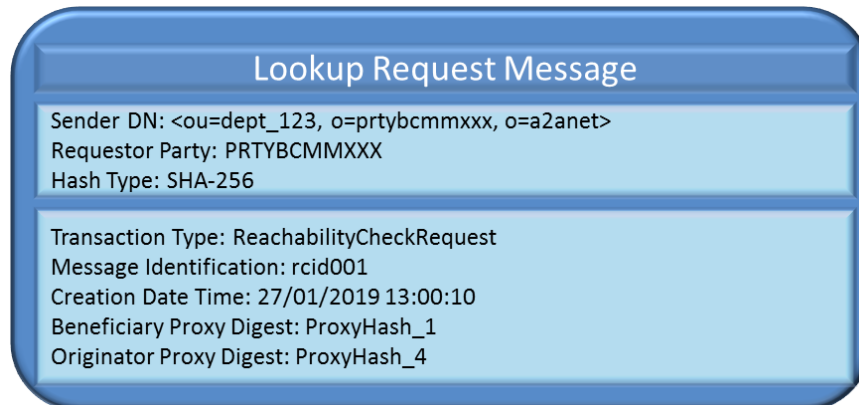 Lookup Request Message
Sender DN: <ou=dept_123, o=prtybcmmxxx, o=a2anet>
Requestor Party: PRTYBCMMXXX
Hash Type: SHA-256
Transaction Type: ReachabilityCheckRequest
Message Identification: rcid001
Creation Date Time: 27/01/2019 13:00:10
Beneficiary Proxy Digest: ProxyHash_1
Originator Proxy Digest: ProxyHash_4